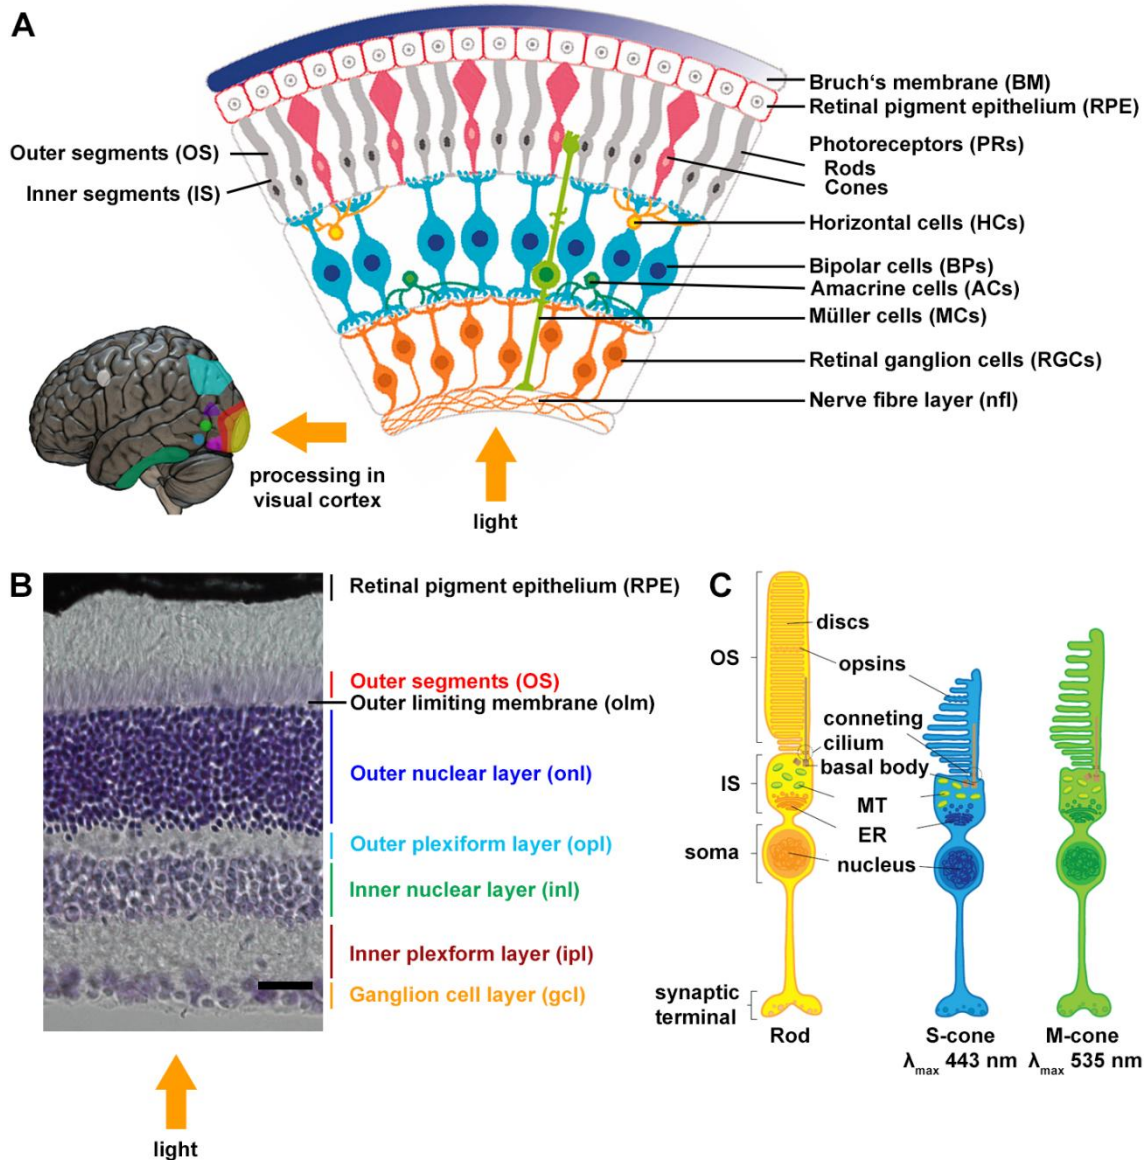 A
Bruch‘s membrane (BM)
Retinal pigment epithelium (RPE)
Outer segments (OS)
Inner segments (IS)
Photoreceptors (PRs)
Rods
Cones
Horizontal cells (HCs)
Bipolar cells (BPs)
Amacrine cells (ACs)
Müller cells (MCs)
Retinal ganglion cells (RGCs)
Nerve fibre layer (nfl)
processing in
visual cortex
light
B
Retinal pigment epithelium (RPE)
Outer segments (OS)
Outer limiting membrane (olm)
Outer nuclear layer (onl)
Outer plexiform layer (opl)
Inner nuclear layer (inl)
Inner plexform layer (ipl)
Ganglion cell layer (gcl)
light
C
OS
discs
opsins
conneting
cilium
basal body
IS
MT
ER
soma
nucleus
synaptic
terminal
Rod
S-cone
λmax 443 nm
M-cone
λmax 535 nm